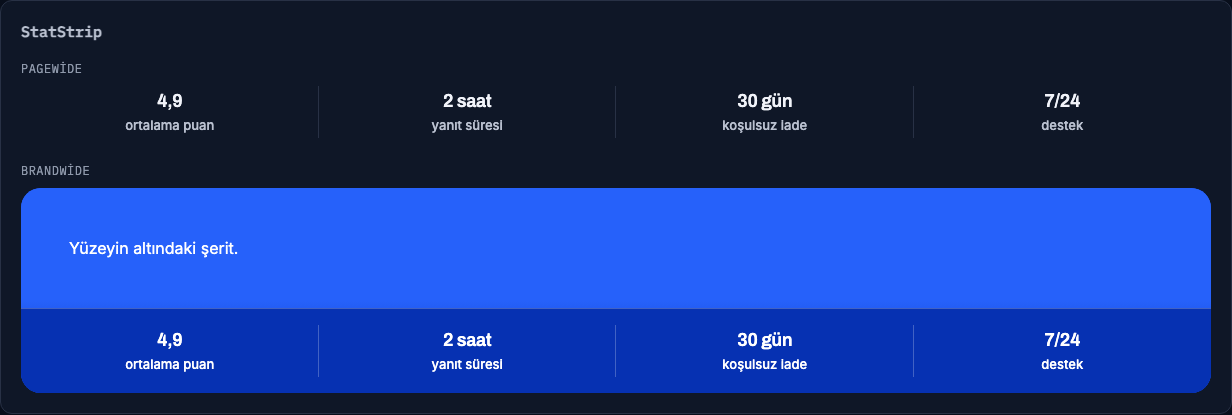 StatStrip
PAGEWİDE
4,9
ortalama puan
2 saat
yanıt süresi
30 gün
koşulsuz iade
7/24
destek
BRANDWİDE
Yüzeyin altındaki şerit.
4,9
ortalama puan
2 saat
yanıt süresi
30 gün
koşulsuz iade
7/24
destek